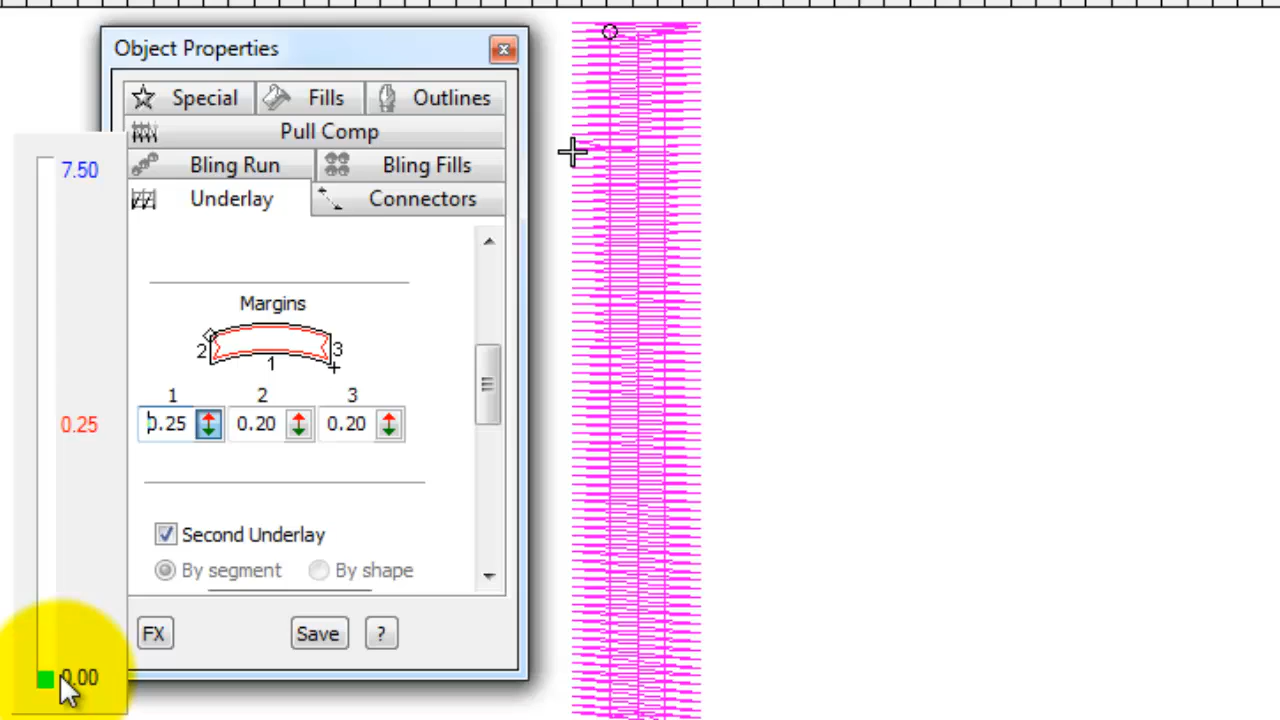 Object Properties
Special Fills Outlines
Pull Comp
Bling Run Bling Fills
Underlay Connectors
7.50
0.25
0.00
Margins
2 3
1
1 2 3
0.25 0.20 0.20
Second Underlay
By segment By shape
FX Save ?